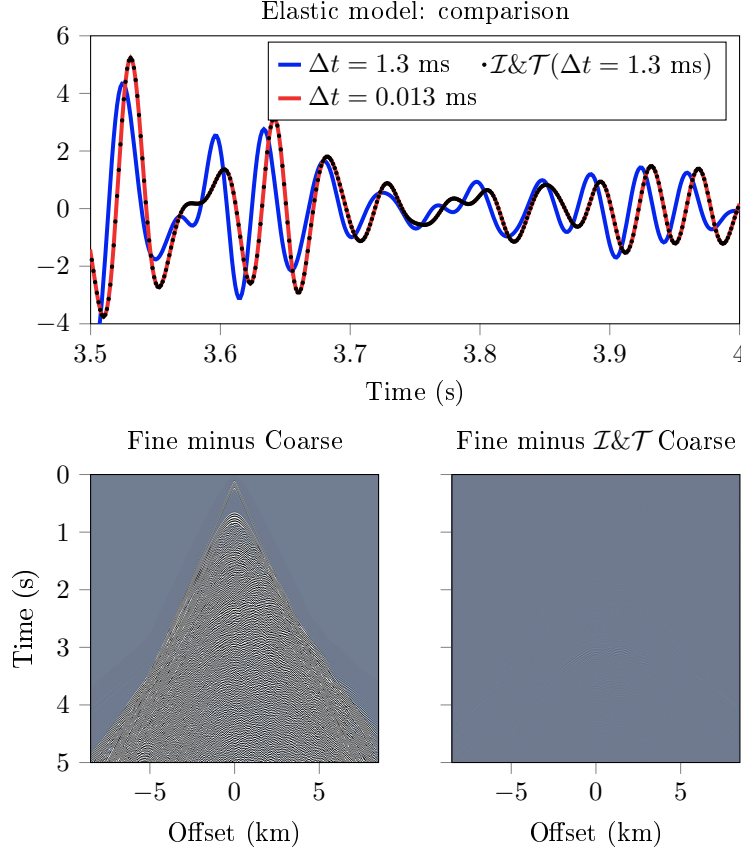 Elastic model: comparison
6
4
2
0
−2
−4
Δt = 1.3 ms
ℐ&𝒯(Δt = 1.3 ms)
Δt = 0.013 ms
3.5 3.6 3.7 3.8 3.9 4
Time (s)
Fine minus Coarse
0
1
2
3
4
5
Time (s)
−5 0 5
Offset (km)
Fine minus ℐ&𝒯 Coarse
−5 0 5
Offset (km)